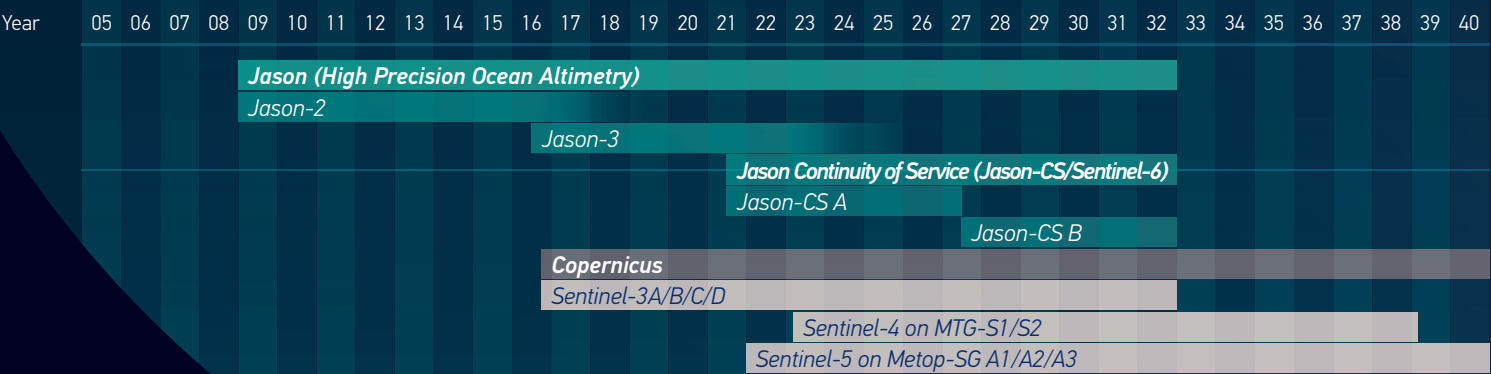 Year 05 06 07 08 09 10 11 12 13 14 15 16 17 18 19 20 21 22 23 24 25 26 27 28 29 30 31 32 33 34 35 36 37 38 39 40
Jason (High Precision Ocean Altimetry)
Jason-2
Jason-3
Jason Continuity of Service (Jason-CS/Sentinel-6)
Jason-CS A
Jason-CS B
Copernicus
Sentinel-3A/B/C/D
Sentinel-4 on MTG-S1/S2
Sentinel-5 on Metop-SG A1/A2/A3